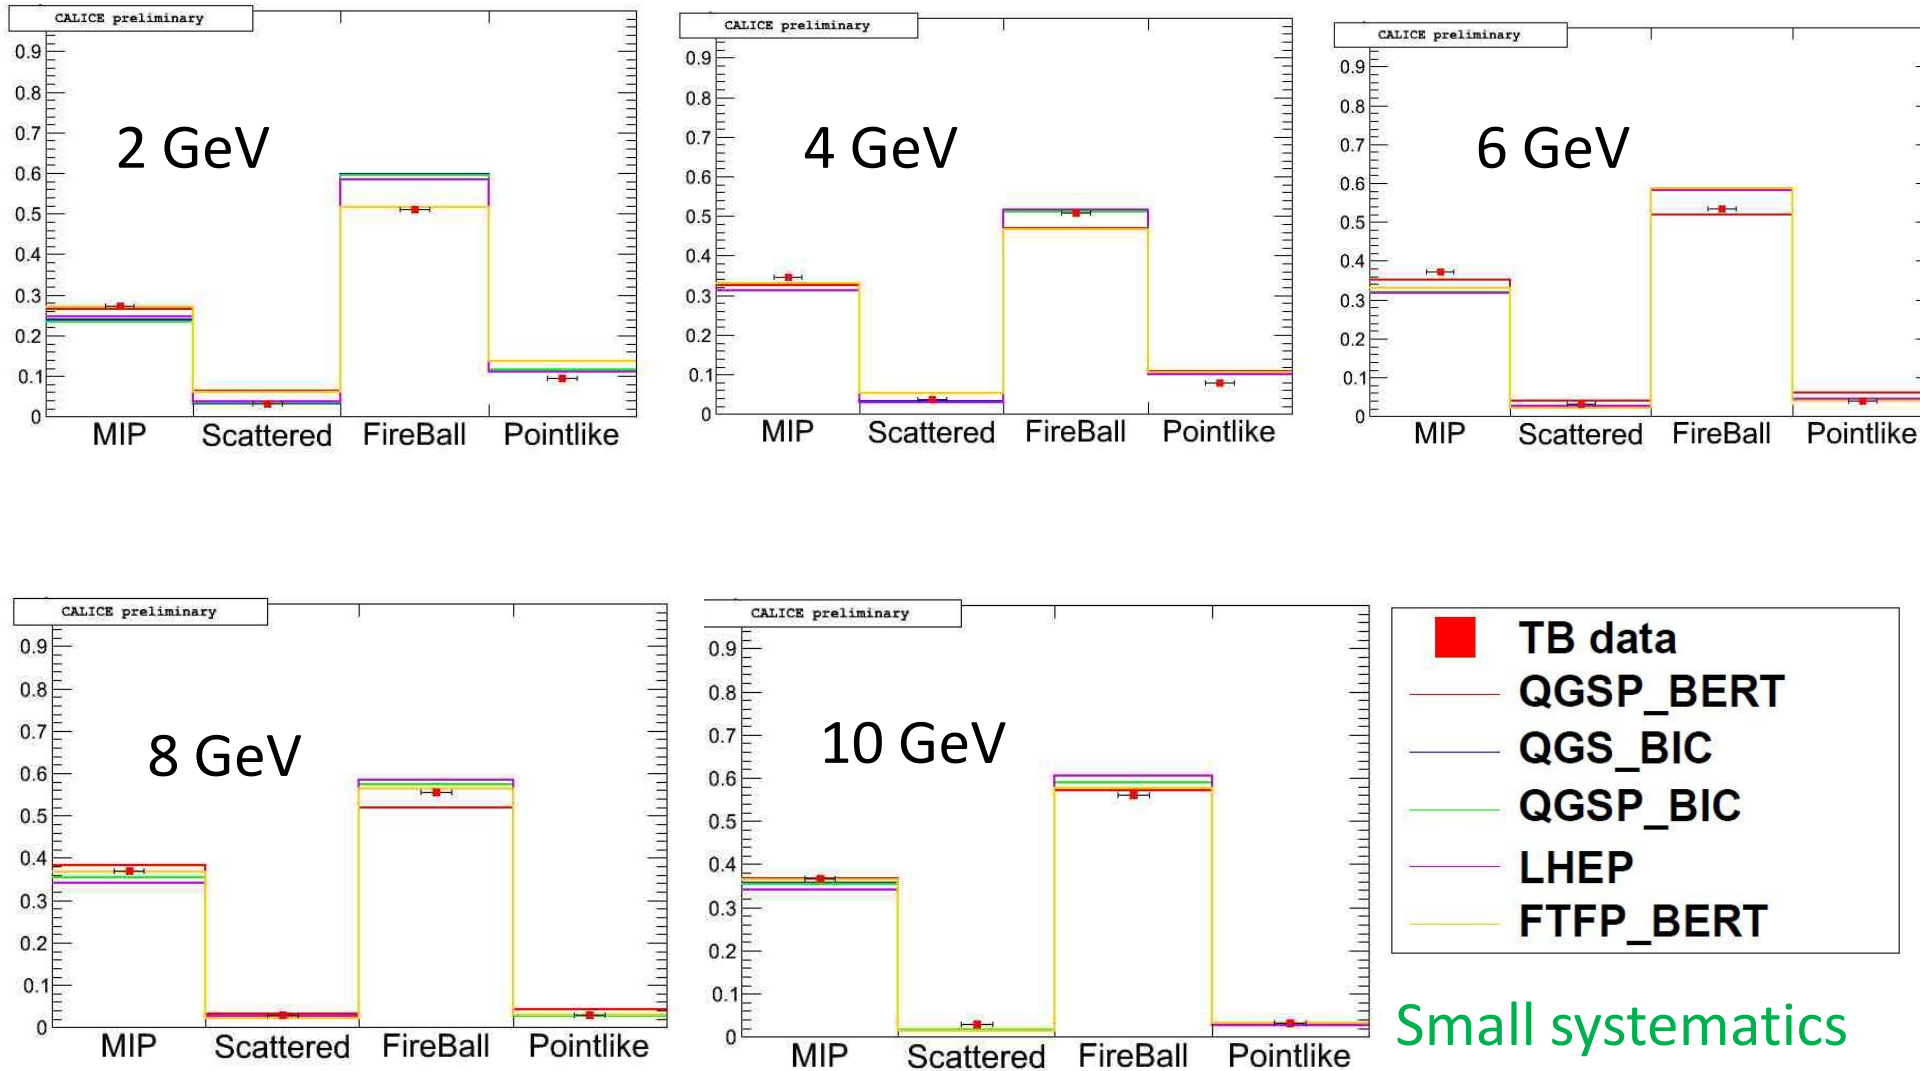 CALICE preliminary
2 GeV
0.9
0.8
0.7
0.6
0.5
0.4
0.3
0.2
0.1
0
MIP Scattered FireBall Pointlike
CALICE preliminary
4 GeV
0.9
0.8
0.7
0.6
0.5
0.4
0.3
0.2
0.1
0
MIP Scattered FireBall Pointlike
CALICE preliminary
6 GeV
0.9
0.8
0.7
0.6
0.5
0.4
0.3
0.2
0.1
0
MIP Scattered FireBall Pointlike
CALICE preliminary
8 GeV
0.9
0.8
0.7
0.6
0.5
0.4
0.3
0.2
0.1
0
MIP Scattered FireBall Pointlike
CALICE preliminary
10 GeV
0.9
0.8
0.7
0.6
0.5
0.4
0.3
0.2
0.1
0
MIP Scattered FireBall Pointlike
TB data
QGSP_BERT
QGS_BIC
QGSP_BIC
LHEP
FTFP_BERT
Small systematics